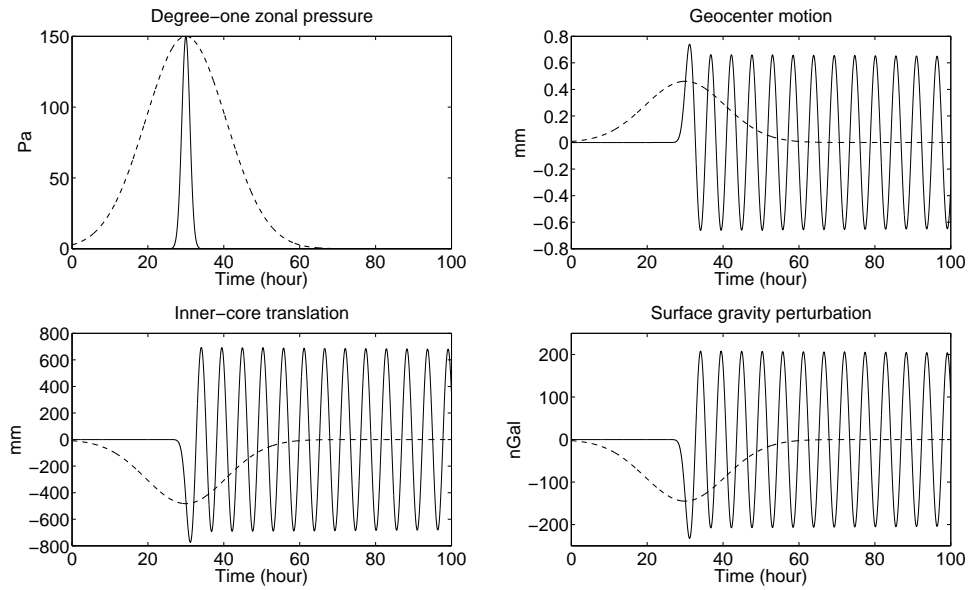 Degree−one zonal pressure
150
100
50
0
Pa
0 20 40 60 80 100
Time (hour)
Geocenter motion
0.8
0.6
0.4
0.2
0
−0.2
−0.4
−0.6
−0.8
mm
0 20 40 60 80 100
Time (hour)
Inner−core translation
800
600
400
200
0
−200
−400
−600
−800
mm
0 20 40 60 80 100
Time (hour)
Surface gravity perturbation
200
100
0
−100
−200
nGal
0 20 40 60 80 100
Time (hour)